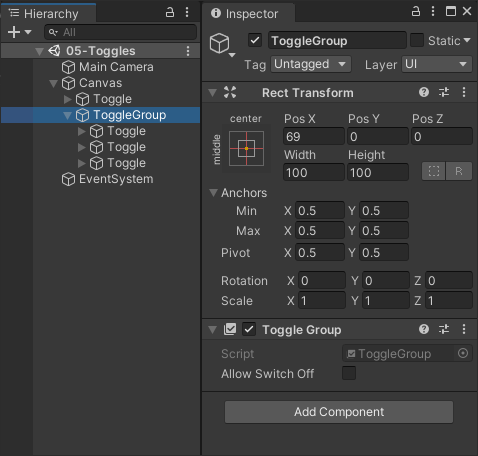 Hierarchy
All
05-Toggles
Main Camera
Canvas
Toggle
ToggleGroup
Toggle
Toggle
Toggle
EventSystem
Inspector
ToggleGroup Static
Tag Untagged Layer UI
Rect Transform
center
middle
Pos X Pos Y Pos Z
69 0 0
Width Height
100 100 R
Anchors
Min X 0.5 Y 0.5
Max X 0.5 Y 0.5
Pivot X 0.5 Y 0.5
Rotation X 0 Y 0 Z 0
Scale X 1 Y 1 Z 1
Toggle Group
Script ToggleGroup
Allow Switch Off
Add Component